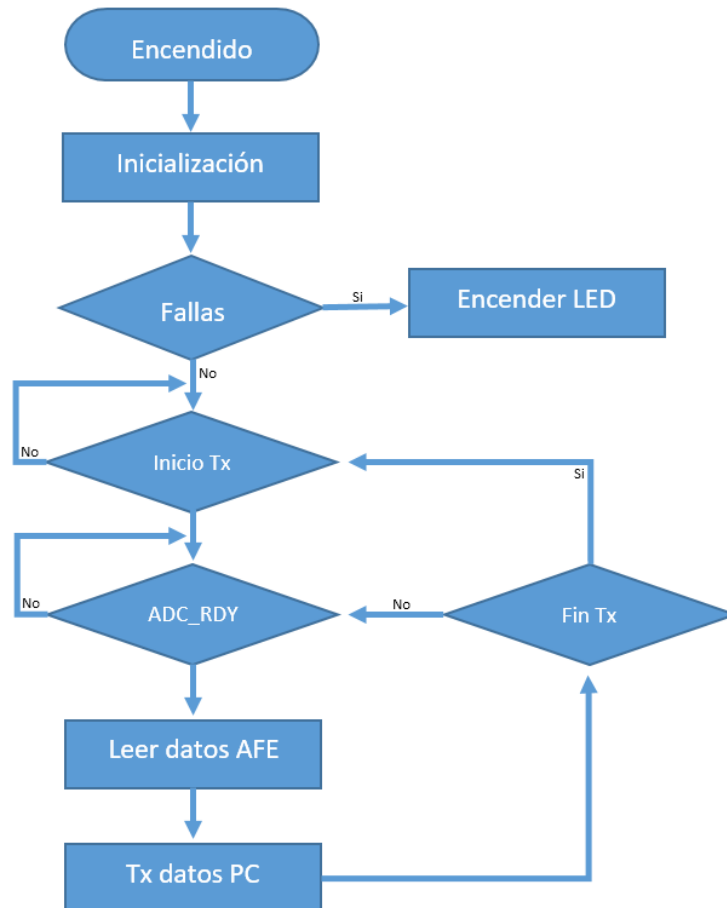 Encendido
Inicialización
Fallas
Si
Encender LED
No
No
Inicio Tx
Si
No
ADC_RDY
No
Fin Tx
Leer datos AFE
Tx datos PC